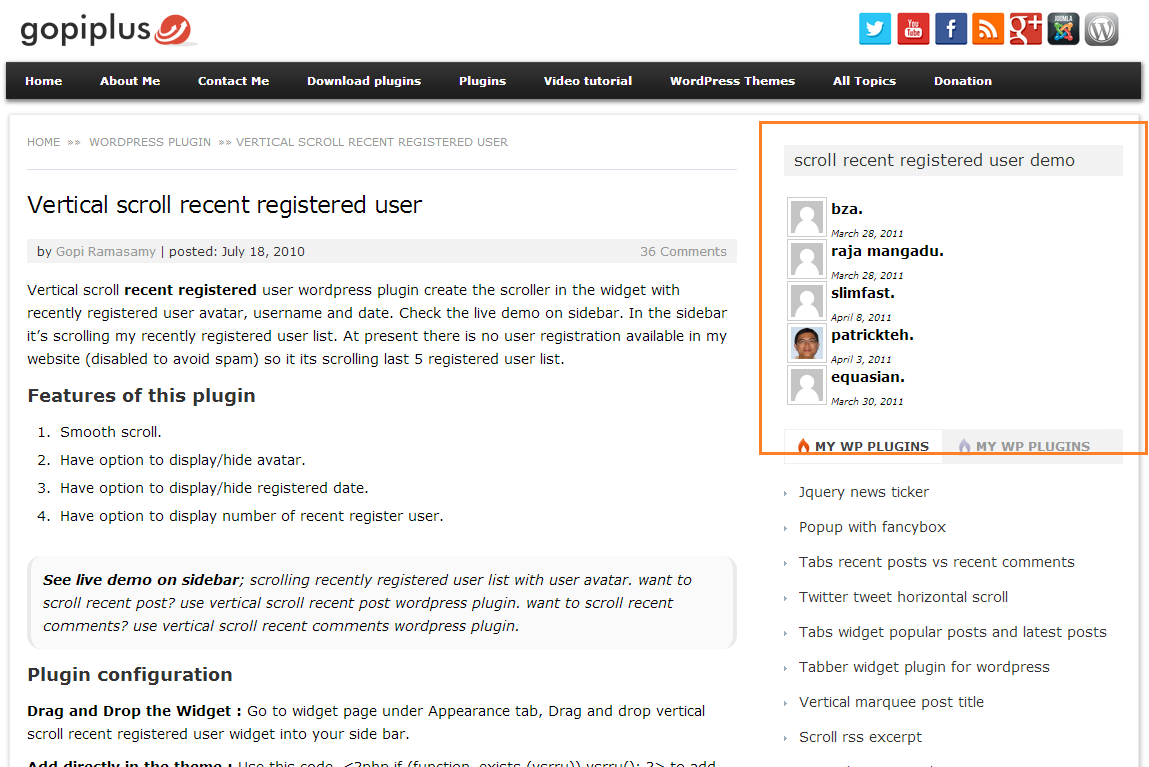 gopiplus
You
Tube
f
g+
JOOMLA
W
Home About Me Contact Me Download plugins Plugins Video tutorial WordPress Themes All Topics Donation
HOME »» WORDPRESS PLUGIN »» VERTICAL SCROLL RECENT REGISTERED USER
Vertical scroll recent registered user
by Gopi Ramasamy | posted: July 18, 2010 36 Comments
Vertical scroll recent registered user wordpress plugin create the scroller in the widget with
recently registered user avatar, username and date. Check the live demo on sidebar. In the sidebar
it’s scrolling my recently registered user list. At present there is no user registration available in my
website (disabled to avoid spam) so it its scrolling last 5 registered user list.
Features of this plugin
1. Smooth scroll.
2. Have option to display/hide avatar.
3. Have option to display/hide registered date.
4. Have option to display number of recent register user.
See live demo on sidebar; scrolling recently registered user list with user avatar. want to
scroll recent post? use vertical scroll recent post wordpress plugin. want to scroll recent
comments? use vertical scroll recent comments wordpress plugin.
Plugin configuration
Drag and Drop the Widget : Go to widget page under Appearance tab, Drag and drop vertical
scroll recent registered user widget into your side bar.
Add directly in the theme : Use this code <?php if (function_exists (vsrru)) vsrru(); ?> to add
scroll recent registered user demo
bza.
March 28, 2011
raja mangadu.
March 28, 2011
slimfast.
April 8, 2011
patrickteh.
April 3, 2011
equasian.
March 30, 2011
MY WP PLUGINS MY WP PLUGINS
Jquery news ticker
Popup with fancybox
Tabs recent posts vs recent comments
Twitter tweet horizontal scroll
Tabs widget popular posts and latest posts
Tabber widget plugin for wordpress
Vertical marquee post title
Scroll rss excerpt